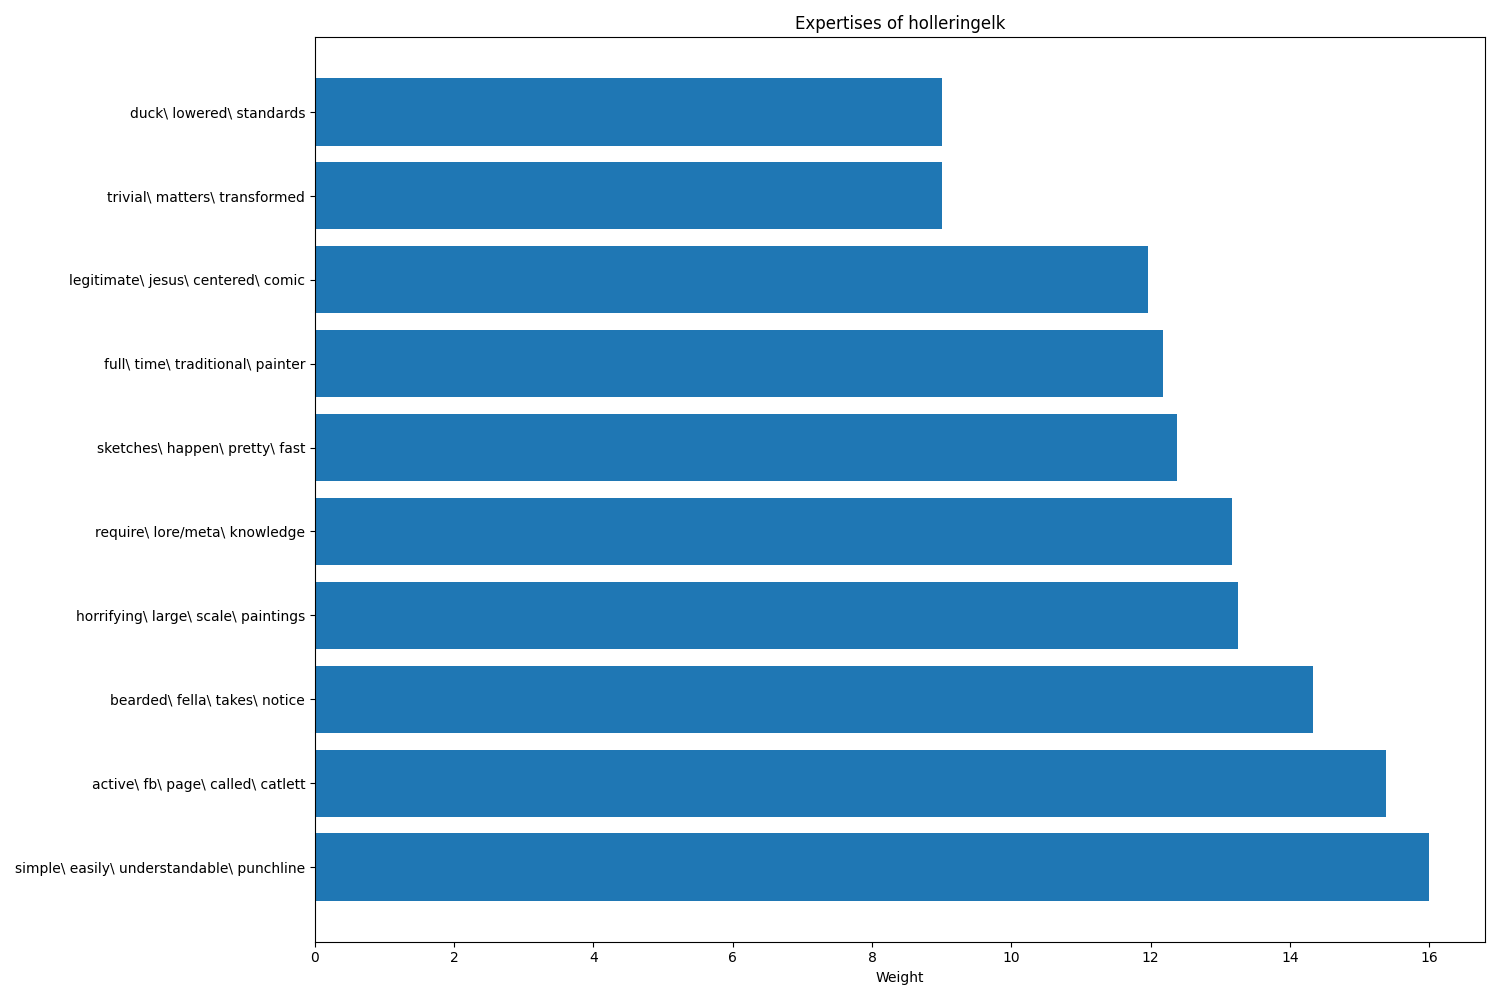 Expertises of holleringelk
duck\ lowered\ standards
trivial\ matters\ transformed
legitimate\ jesus\ centered\ comic
full\ time\ traditional\ painter
sketches\ happen\ pretty\ fast
require\ lore/meta\ knowledge
horrifying\ large\ scale\ paintings
bearded\ fella\ takes\ notice
active\ fb\ page\ called\ catlett
simple\ easily\ understandable\ punchline
0 2 4 6 8 10 12 14 16
Weight